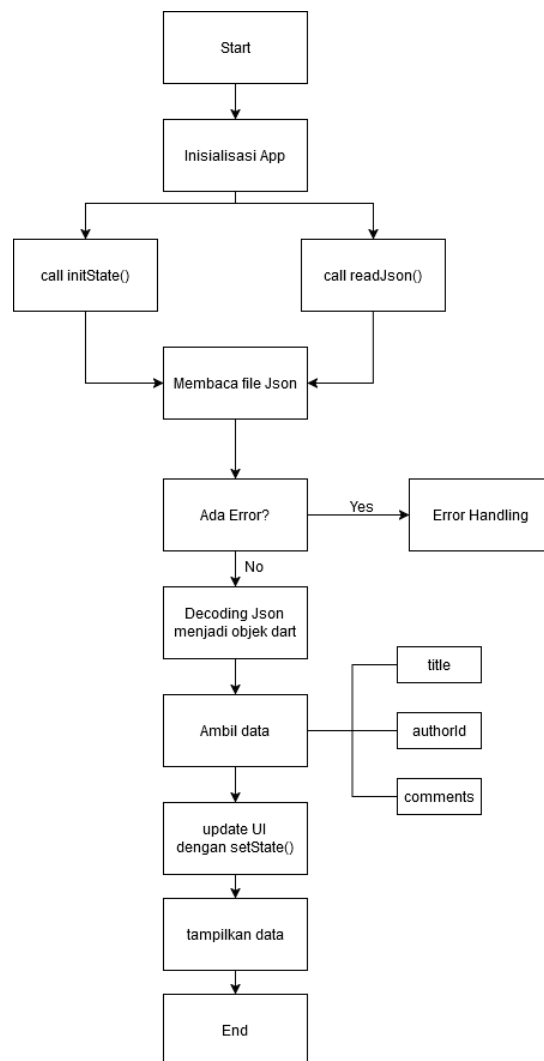 Start
Inisialisasi App
call initState()
call readJson()
Membaca file Json
Ada Error?
Yes
Error Handling
No
Decoding Json
menjadi objek dart
title
Ambil data
authorId
comments
update UI
dengan setState()
tampilkan data
End